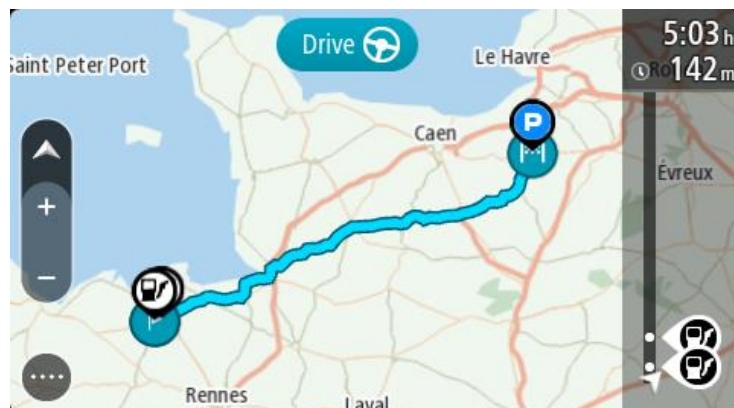 Drive
5:03 h
142 m
Saint Peter Port
Le Havre
P
Caen
Évreux
+
−
Rennes
Laval